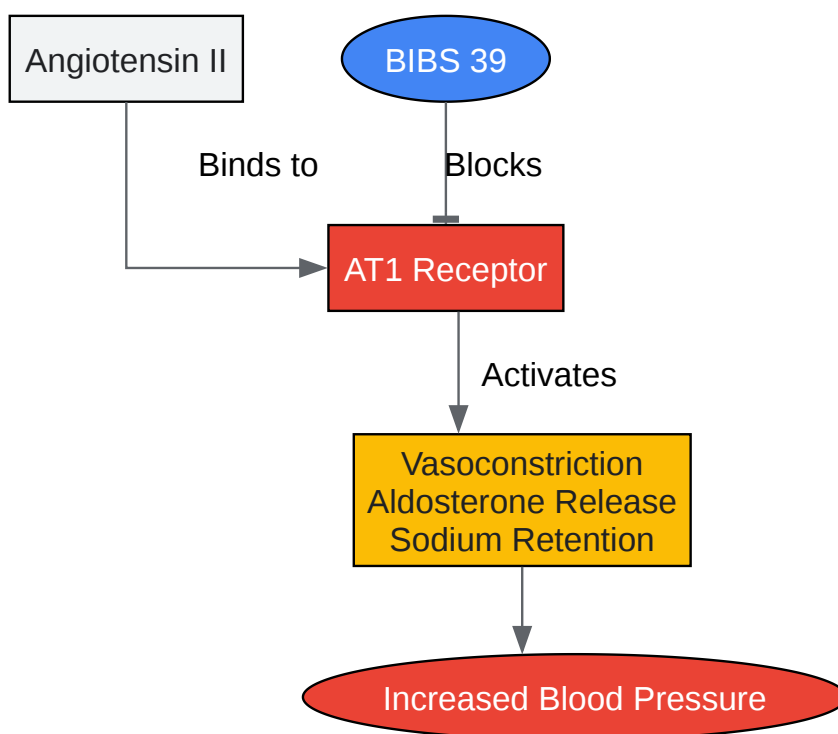 Angiotensin II
BIBS 39
Binds to
Blocks
AT1 Receptor
Activates
Vasoconstriction
Aldosterone Release
Sodium Retention
Increased Blood Pressure